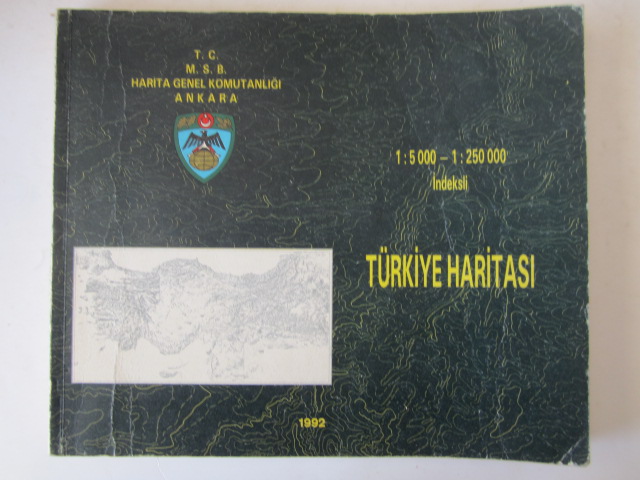 T. C.
M. S. B.
HARİTA GENEL KOMUTANLIĞI
ANKARA
1:5 000 – 1:250 000
İndeksli
TÜRKİYE HARİTASI
1992